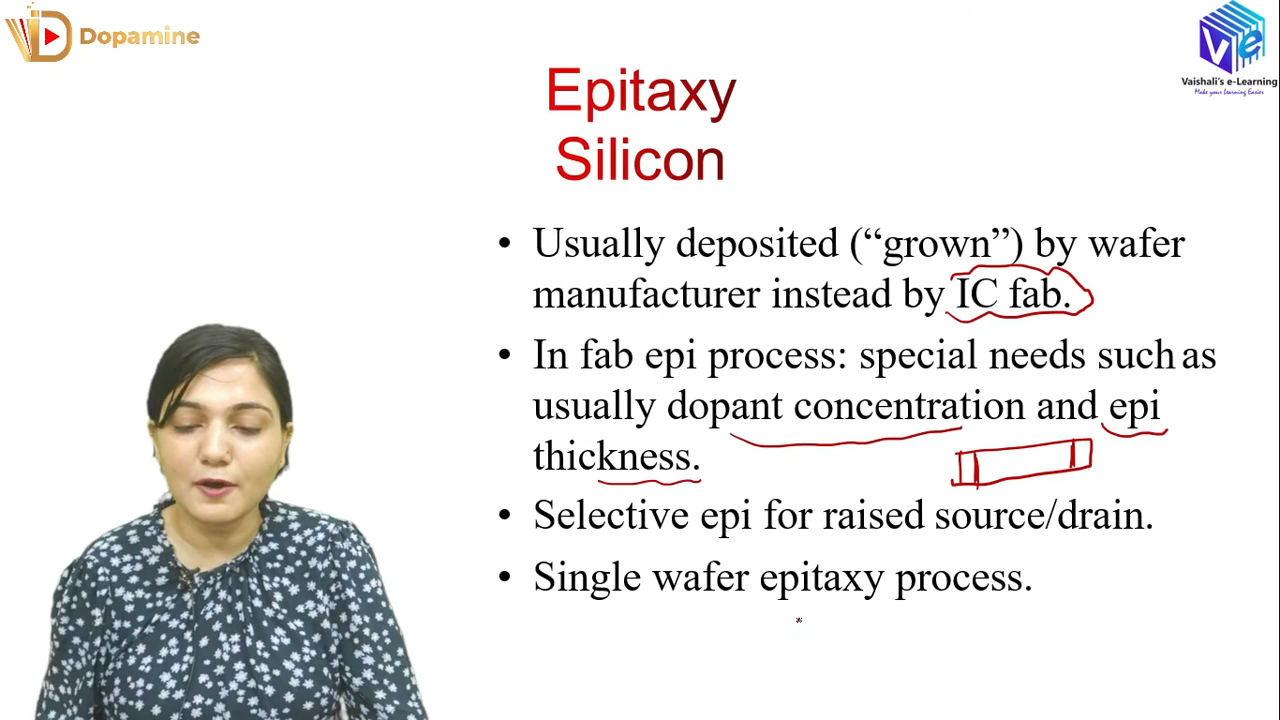 Dopamine
Vaishali's e-Learning
Make your Learning Easier
Epitaxy
Silicon
• Usually deposited (“grown”) by wafer
manufacturer instead by IC fab.
• In fab epi process: special needs such as
usually dopant concentration and epi
thickness.
• Selective epi for raised source/drain.
• Single wafer epitaxy process.